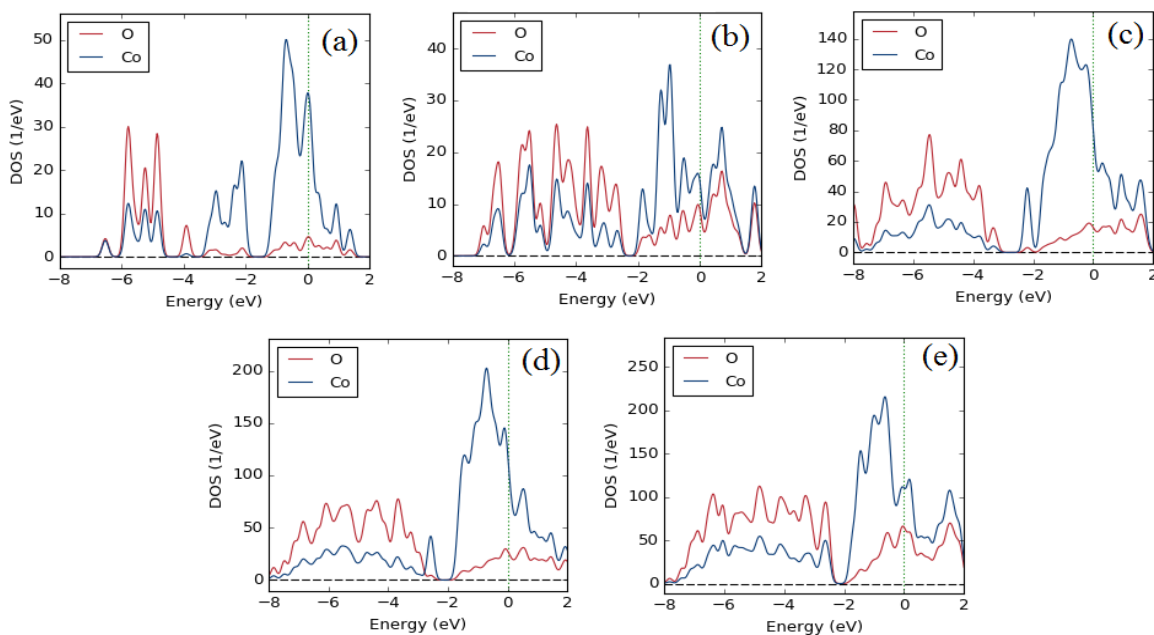 (a)
O
Co
DOS (1/eV)
50
40
30
20
10
0
−8 −6 −4 −2 0 2
Energy (eV)
(b)
O
Co
DOS (1/eV)
40
30
20
10
0
−8 −6 −4 −2 0 2
Energy (eV)
(c)
O
Co
DOS (1/eV)
140
120
100
80
60
40
20
0
−8 −6 −4 −2 0 2
Energy (eV)
(d)
O
Co
DOS (1/eV)
200
150
100
50
0
−8 −6 −4 −2 0 2
Energy (eV)
(e)
O
Co
DOS (1/eV)
250
200
150
100
50
0
−8 −6 −4 −2 0 2
Energy (eV)